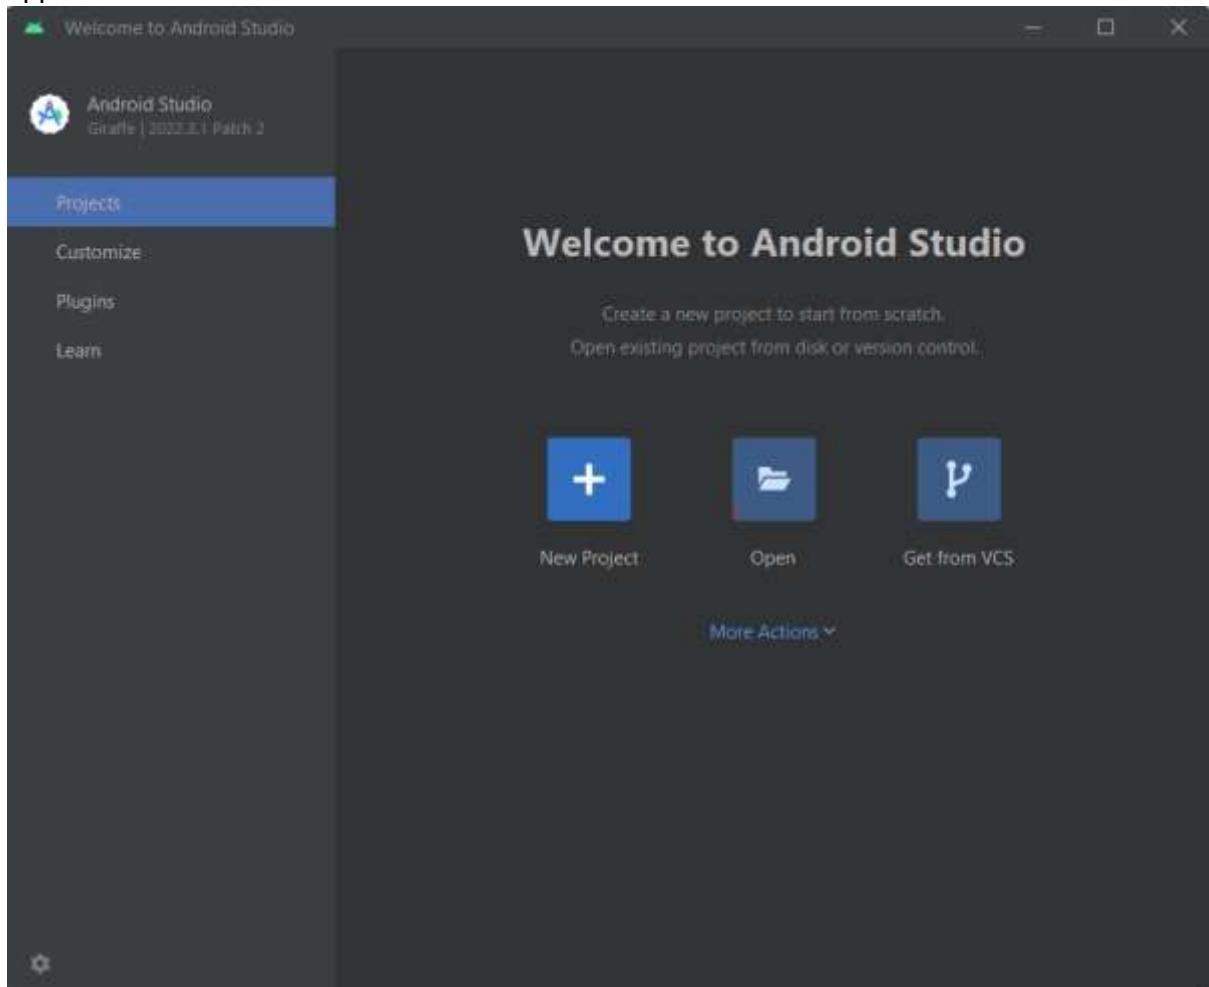 Welcome to Android Studio
Android Studio
Giraffe | 2022.3.1 Patch 2
Projects
Customize
Plugins
Learn
Welcome to Android Studio
Create a new project to start from scratch.
Open existing project from disk or version control.
New Project
Open
Get from VCS
More Actions